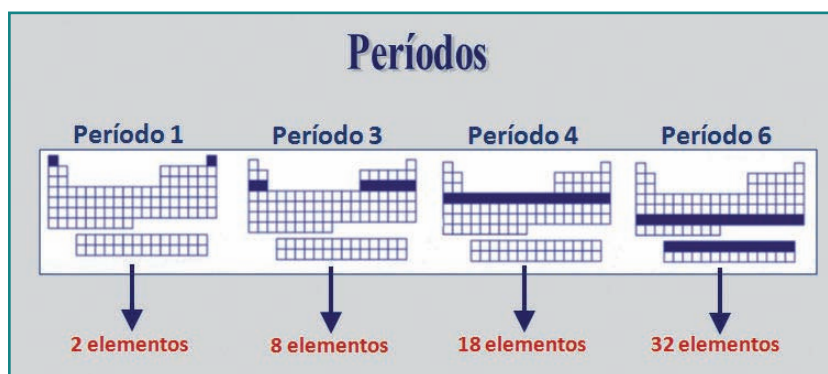 Períodos
Período 1 Período 3 Período 4 Período 6
2 elementos 8 elementos 18 elementos 32 elementos